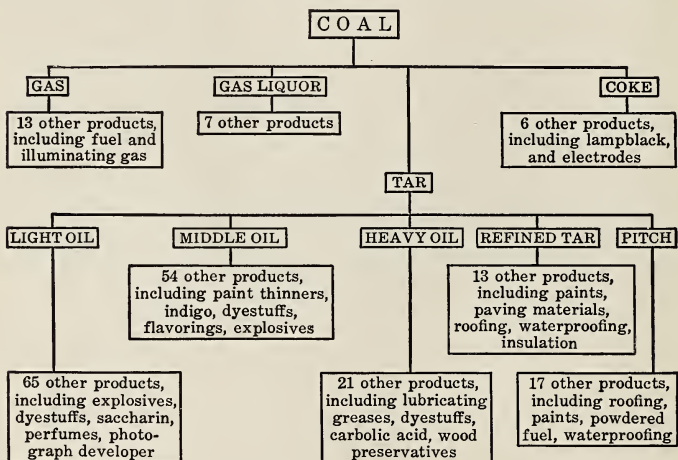 COAL
GAS
GAS LIQUOR
COKE
13 other products,
including fuel and
illuminating gas
7 other products
6 other products,
including lampblack,
and electrodes
TAR
LIGHT OIL
MIDDLE OIL
HEAVY OIL
REFINED TAR
PITCH
54 other products,
including paint thinners,
indigo, dyestuffs,
flavorings, explosives
13 other products,
including paints,
paving materials,
roofing, waterproofing,
insulation
65 other products,
including explosives,
dyestuffs, saccharin,
perfumes, photo-
graph developer
21 other products,
including lubricating
greases, dyestuffs,
carbolic acid, wood
preservatives
17 other products,
including roofing,
paints, powdered
fuel, waterproofing